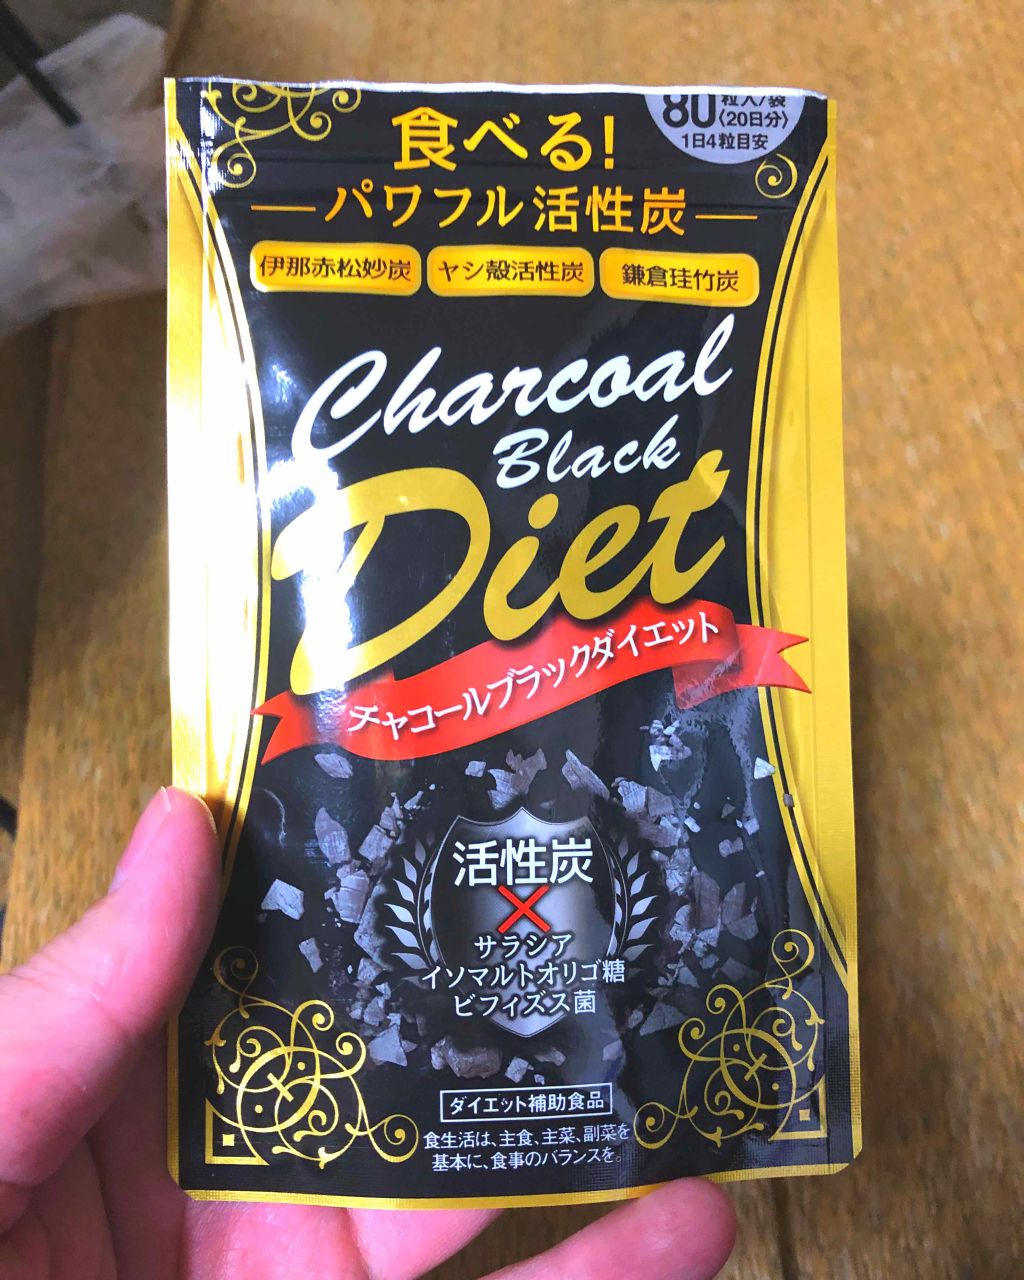 80粒入/袋
〈20日分〉
1日4粒目安
食べる!
パワフル活性炭
伊那赤松妙炭
ヤシ殻活性炭
鎌倉珪竹炭
Charcoal
Black
Diet
チャコールブラックダイエット
活性炭
×
サラシア
イソマルトオリゴ糖
ビフィズス菌
ダイエット補助食品
食生活は、主食、主菜、副菜を
基本に、食事のバランスを。